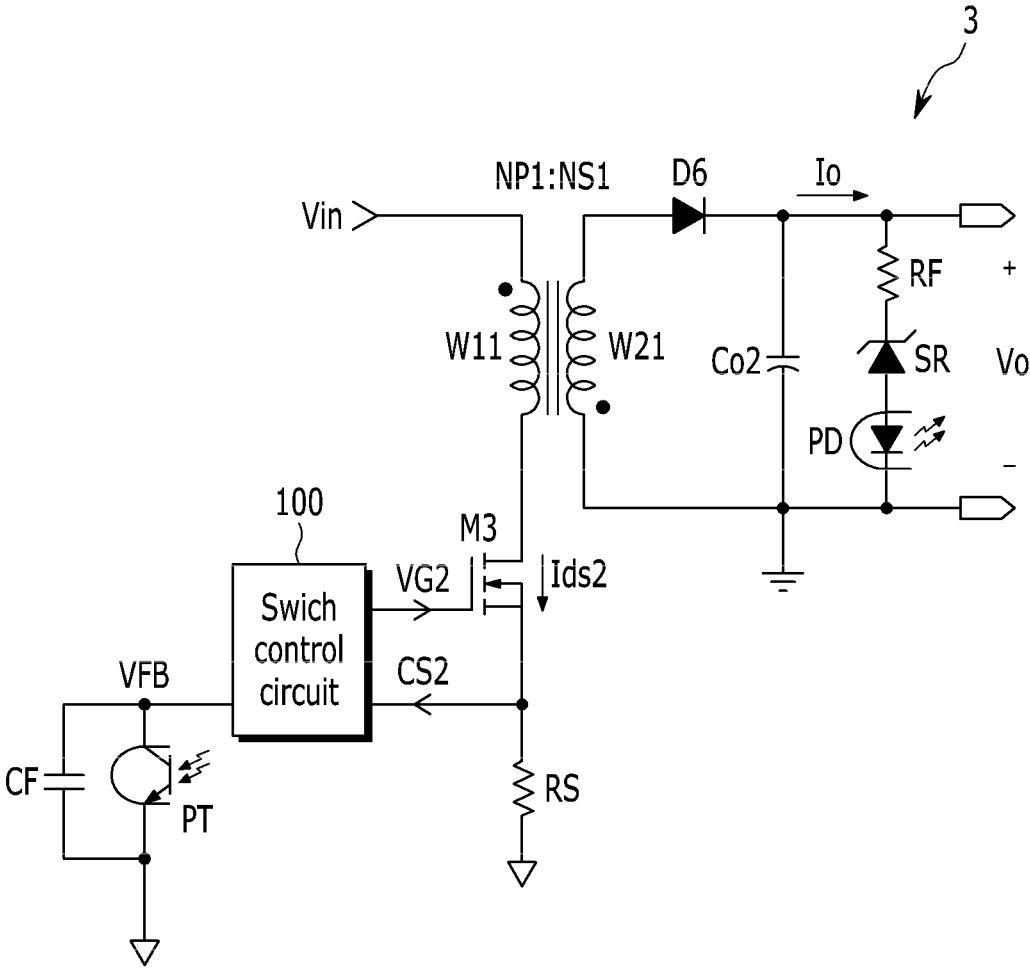 3
NP1:NS1
D6
Io
Vin
RF
+
W11
W21
Co2
SR
Vo
PD
−
100
M3
VG2
Ids2
Swich
control
circuit
VFB
CS2
CF
PT
RS